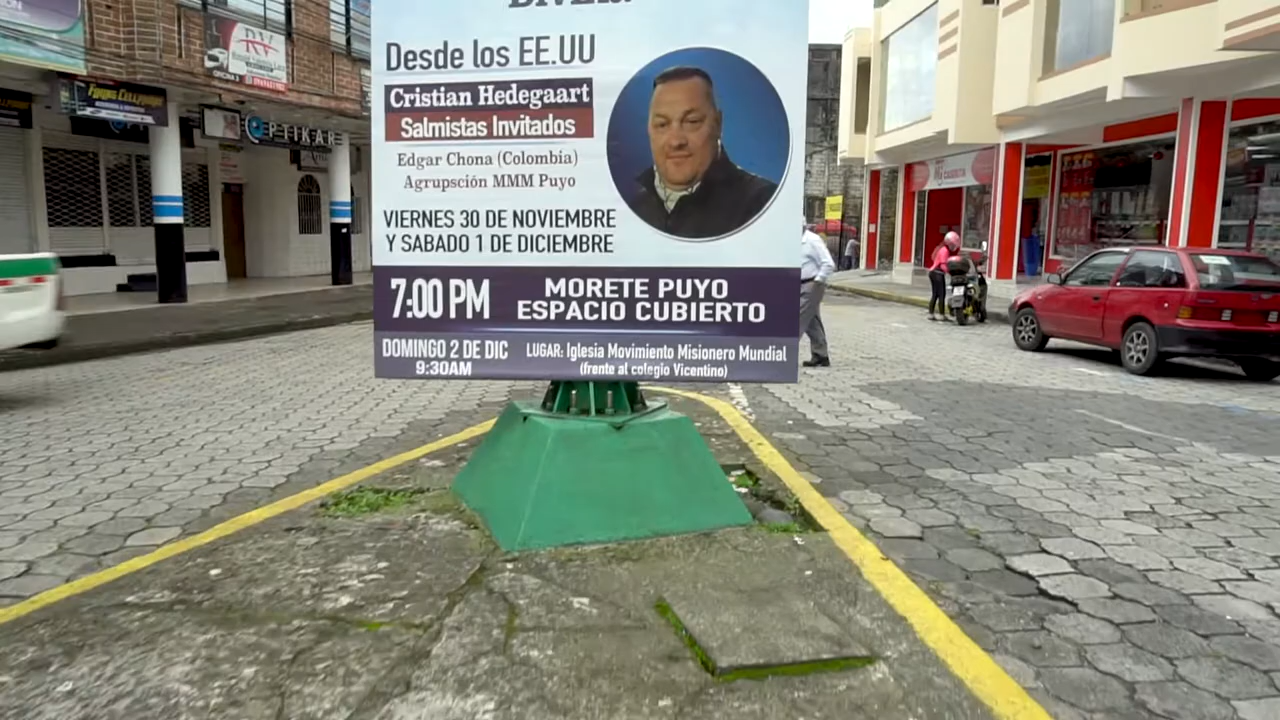 Desde los EE.UU
Cristian Hedegaart
Salmistas Invitados
Edgar Chona (Colombia)
Agrupsción MMM Puyo
VIERNES 30 DE NOVIEMBRE
Y SABADO 1 DE DICIEMBRE
7:00 PM
MORETE PUYO
ESPACIO CUBIERTO
DOMINGO 2 DE DIC
9:30AM
LUGAR: Iglesia Movimiento Misionero Mundial
(frente al colegio Vicentino)
RV
OPTIKAR